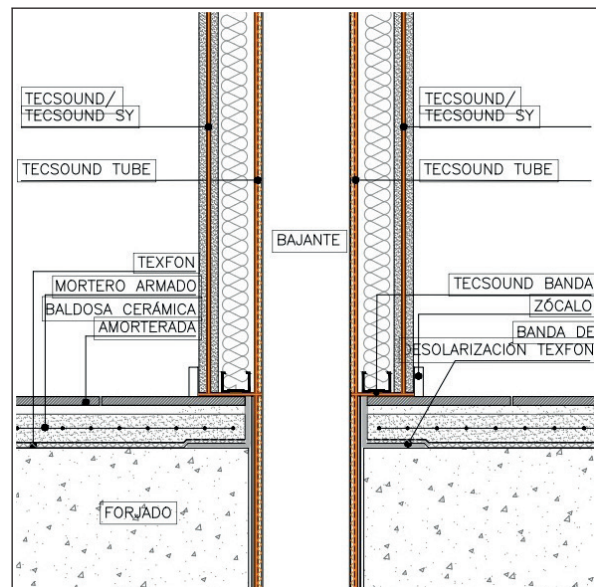 TECSOUND/
TECSOUND SY
TECSOUND TUBE
TEXFON
MORTERO ARMADO
BALDOSA CERÁMICA
AMORTERADA
BAJANTE
TECSOUND/
TECSOUND SY
TECSOUND TUBE
TECSOUND BANDA
ZÓCALO
BANDA DE
DESOLARIZACIÓN TEXFON
FORJADO